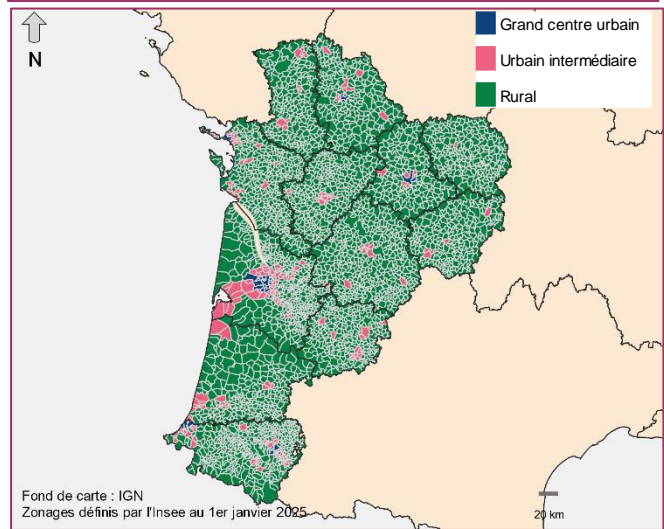 N
Grand centre urbain
Urbain intermédiaire
Rural
Fond de carte : IGN
Zonages définis par l'Insee au 1er janvier 2025
20 km